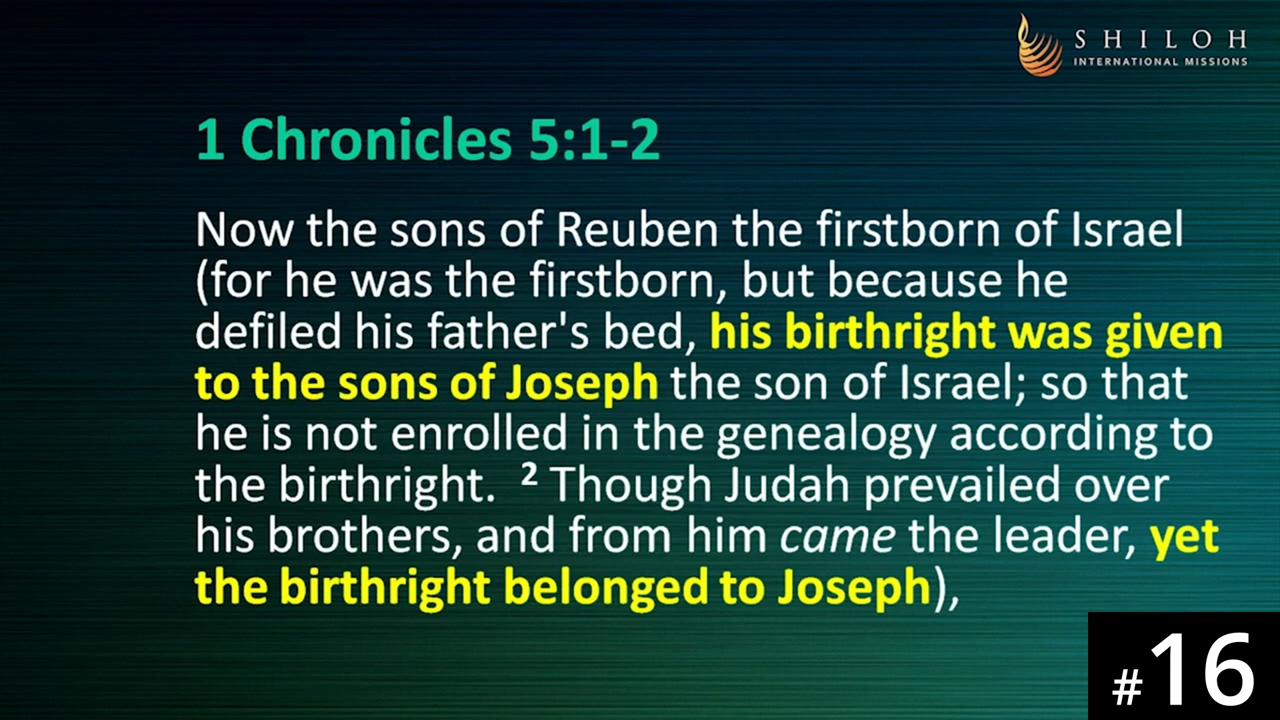 SHILOH
INTERNATIONAL MISSIONS
1 Chronicles 5:1-2
Now the sons of Reuben the firstborn of Israel
(for he was the firstborn, but because he
defiled his father's bed, his birthright was given
to the sons of Joseph the son of Israel; so that
he is not enrolled in the genealogy according to
the birthright. ² Though Judah prevailed over
his brothers, and from him came the leader, yet
the birthright belonged to Joseph),
#16